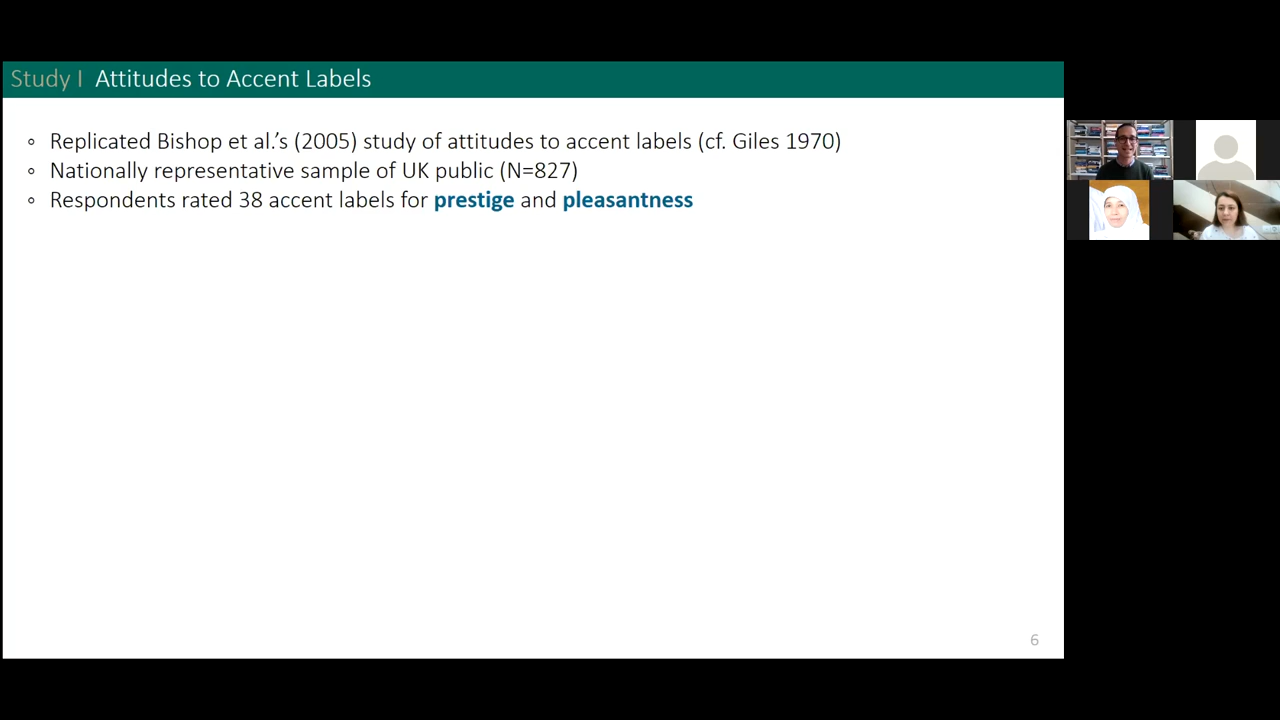 Study I Attitudes to Accent Labels
◦ Replicated Bishop et al.’s (2005) study of attitudes to accent labels (cf. Giles 1970)
◦ Nationally representative sample of UK public (N=827)
◦ Respondents rated 38 accent labels for prestige and pleasantness
6